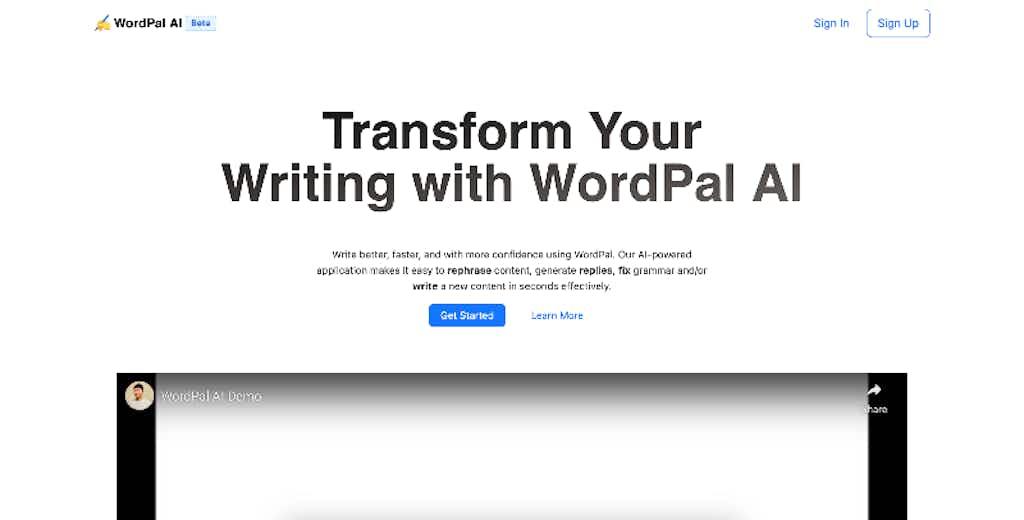 WordPal AI Beta
Sign In
Sign Up
Transform Your
Writing with WordPal AI
Write better, faster, and with more confidence using WordPal. Our AI-powered
application makes it easy to rephrase content, generate replies, fix grammar and/or
write a new content in seconds effectively.
Get Started
Learn More
WordPal AI Demo
Share